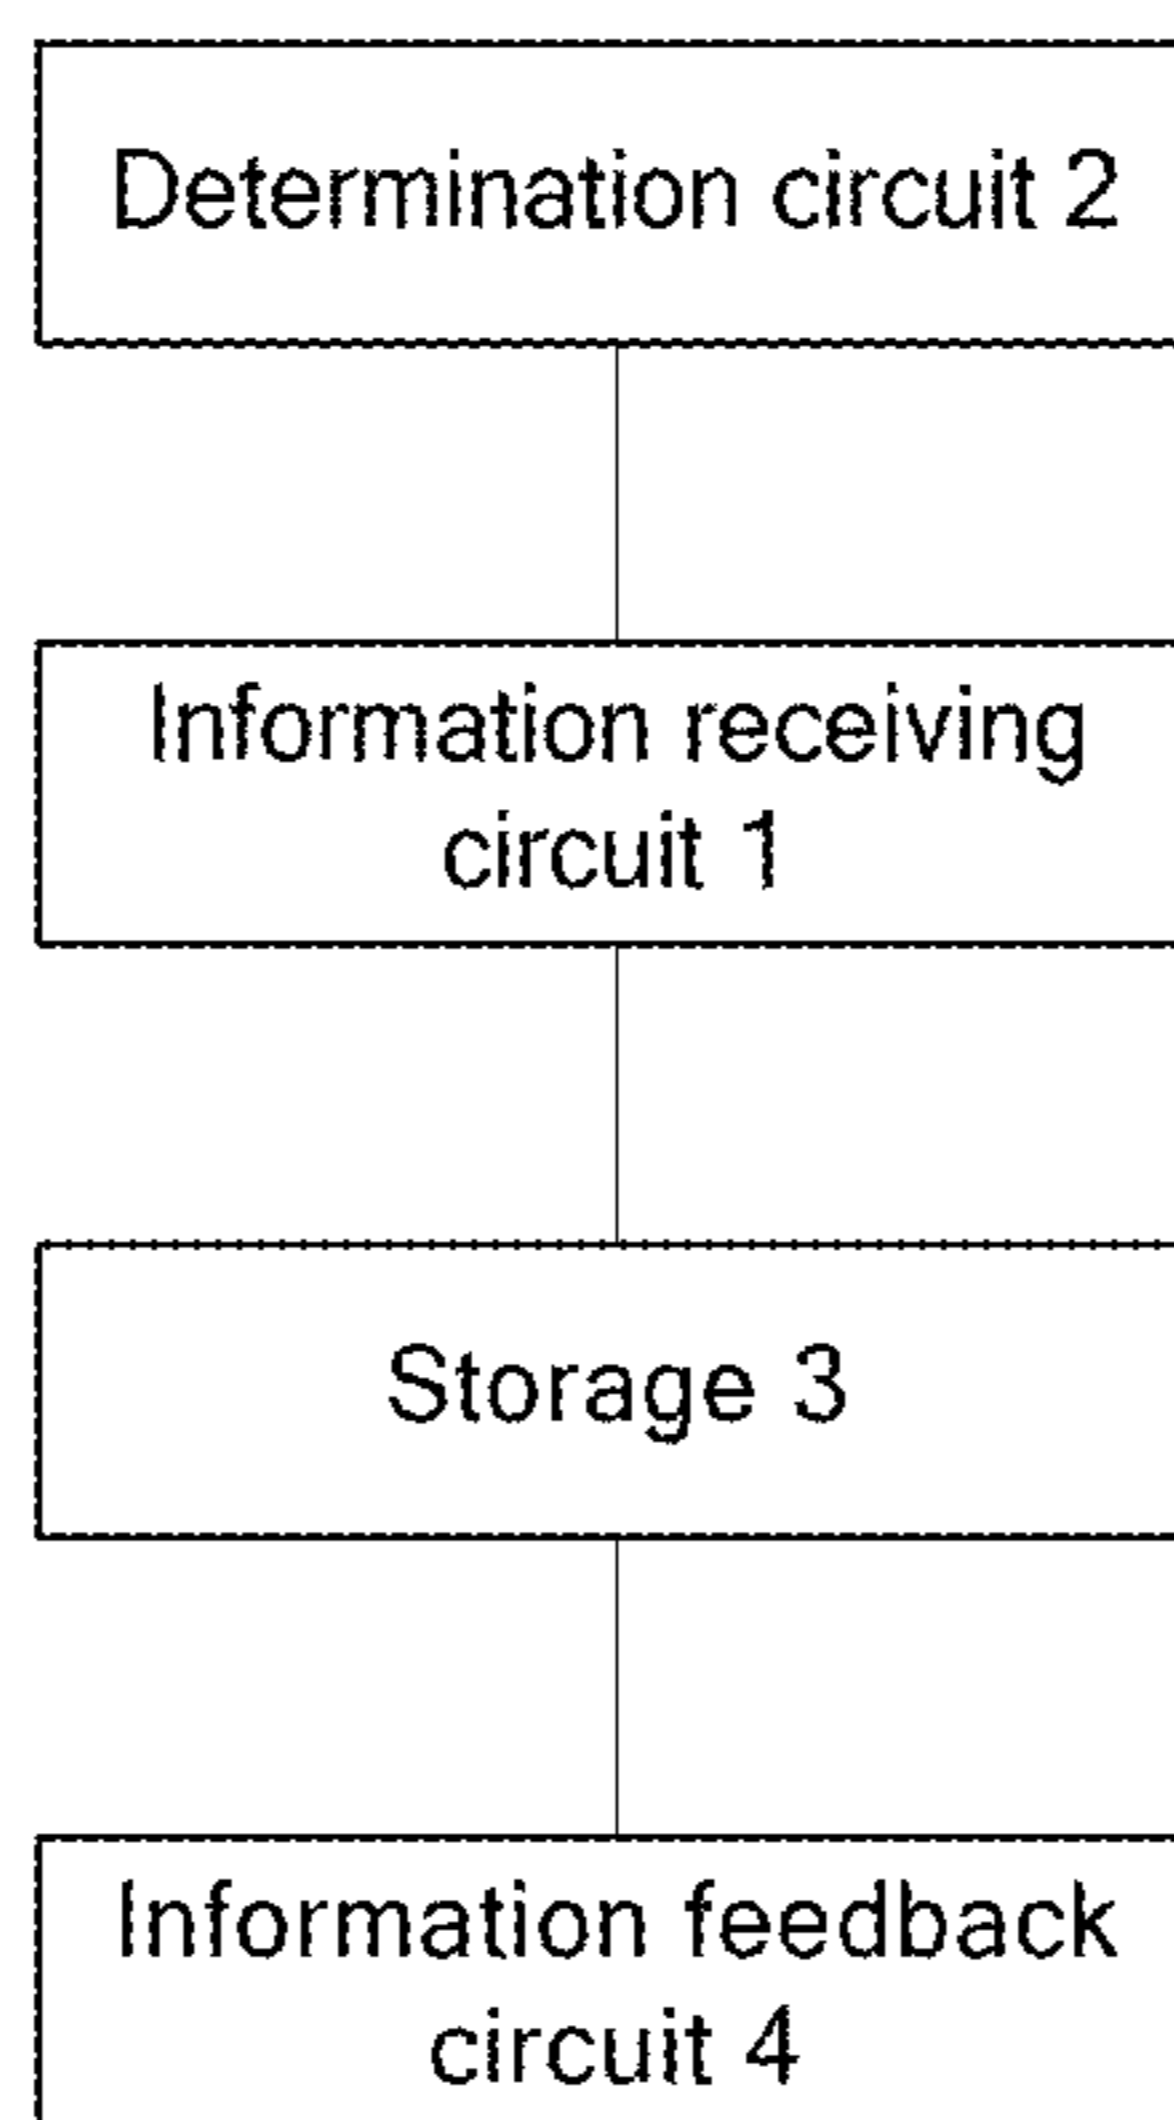 Determination circuit 2
Information receiving
circuit 1
Storage 3
Information feedback
circuit 4